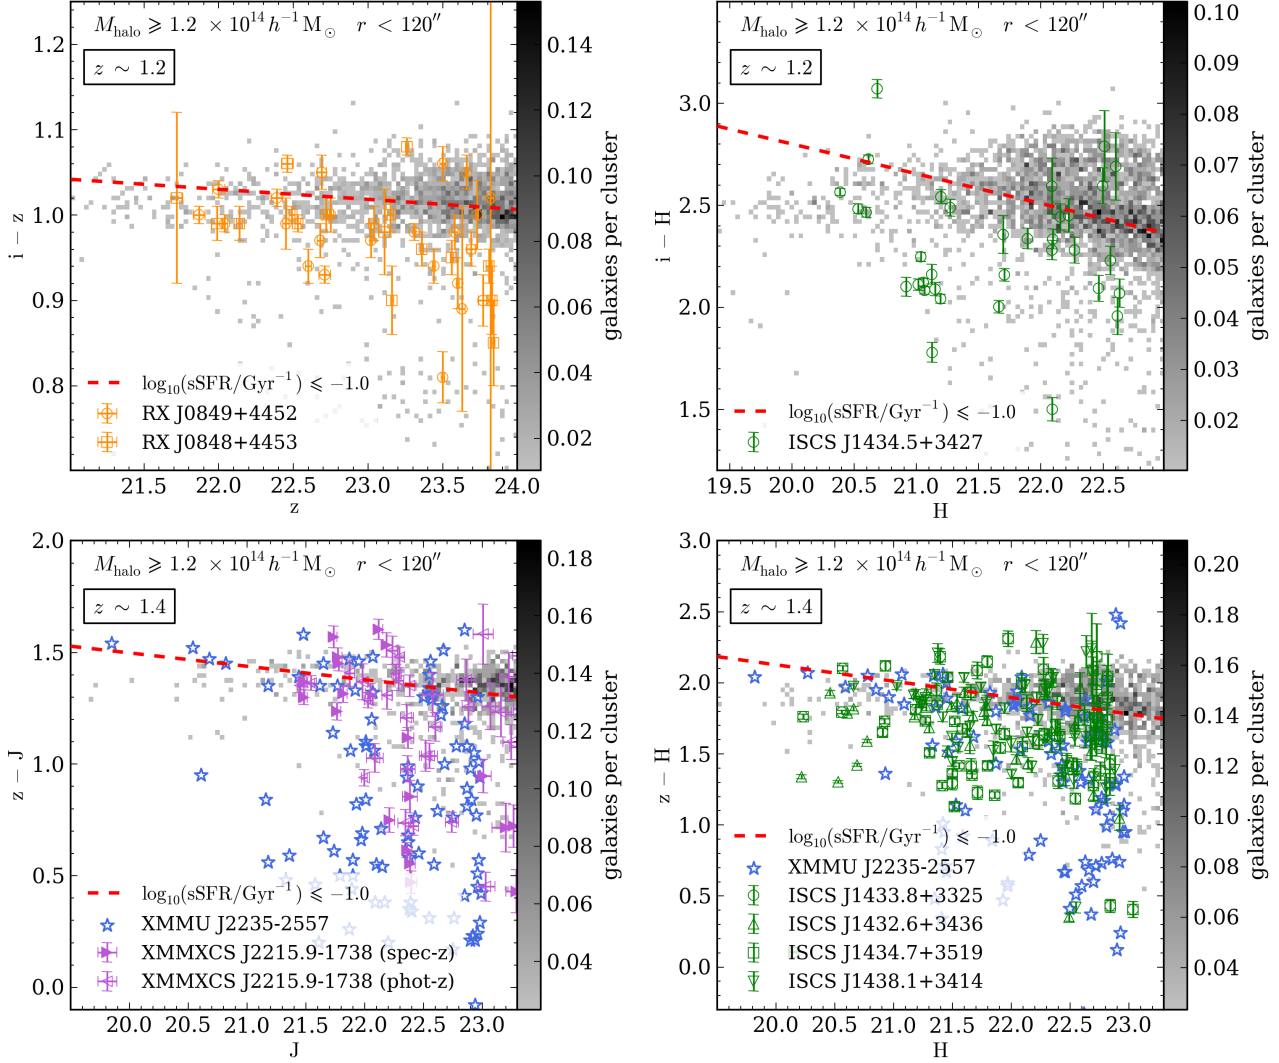 M_halo ⩾ 1.2 × 10^14 h^−1 M_⊙ r < 120″
z ∼ 1.2
1.2
1.1
1.0
0.9
0.8
i − z
log_10(sSFR/Gyr^−1) ⩽ −1.0
RX J0849+4452
RX J0848+4453
21.5 22.0 22.5 23.0 23.5 24.0
z
0.14
0.12
0.10
0.08
0.06
0.04
0.02
galaxies per cluster
M_halo ⩾ 1.2 × 10^14 h^−1 M_⊙ r < 120″
z ∼ 1.2
3.0
2.5
2.0
1.5
i − H
log_10(sSFR/Gyr^−1) ⩽ −1.0
ISCS J1434.5+3427
19.5 20.0 20.5 21.0 21.5 22.0 22.5
H
0.10
0.09
0.08
0.07
0.06
0.05
0.04
0.03
0.02
galaxies per cluster
M_halo ⩾ 1.2 × 10^14 h^−1 M_⊙ r < 120″
z ∼ 1.4
2.0
1.5
1.0
0.5
0.0
z − J
log_10(sSFR/Gyr^−1) ⩽ −1.0
XMMU J2235-2557
XMMXCS J2215.9-1738 (spec-z)
XMMXCS J2215.9-1738 (phot-z)
20.0 20.5 21.0 21.5 22.0 22.5 23.0
J
0.18
0.16
0.14
0.12
0.10
0.08
0.06
0.04
galaxies per cluster
M_halo ⩾ 1.2 × 10^14 h^−1 M_⊙ r < 120″
z ∼ 1.4
3.0
2.5
2.0
1.5
1.0
0.5
0.0
z − H
log_10(sSFR/Gyr^−1) ⩽ −1.0
XMMU J2235-2557
ISCS J1433.8+3325
ISCS J1432.6+3436
ISCS J1434.7+3519
ISCS J1438.1+3414
20.0 20.5 21.0 21.5 22.0 22.5 23.0
H
0.20
0.18
0.16
0.14
0.12
0.10
0.08
0.06
0.04
galaxies per cluster